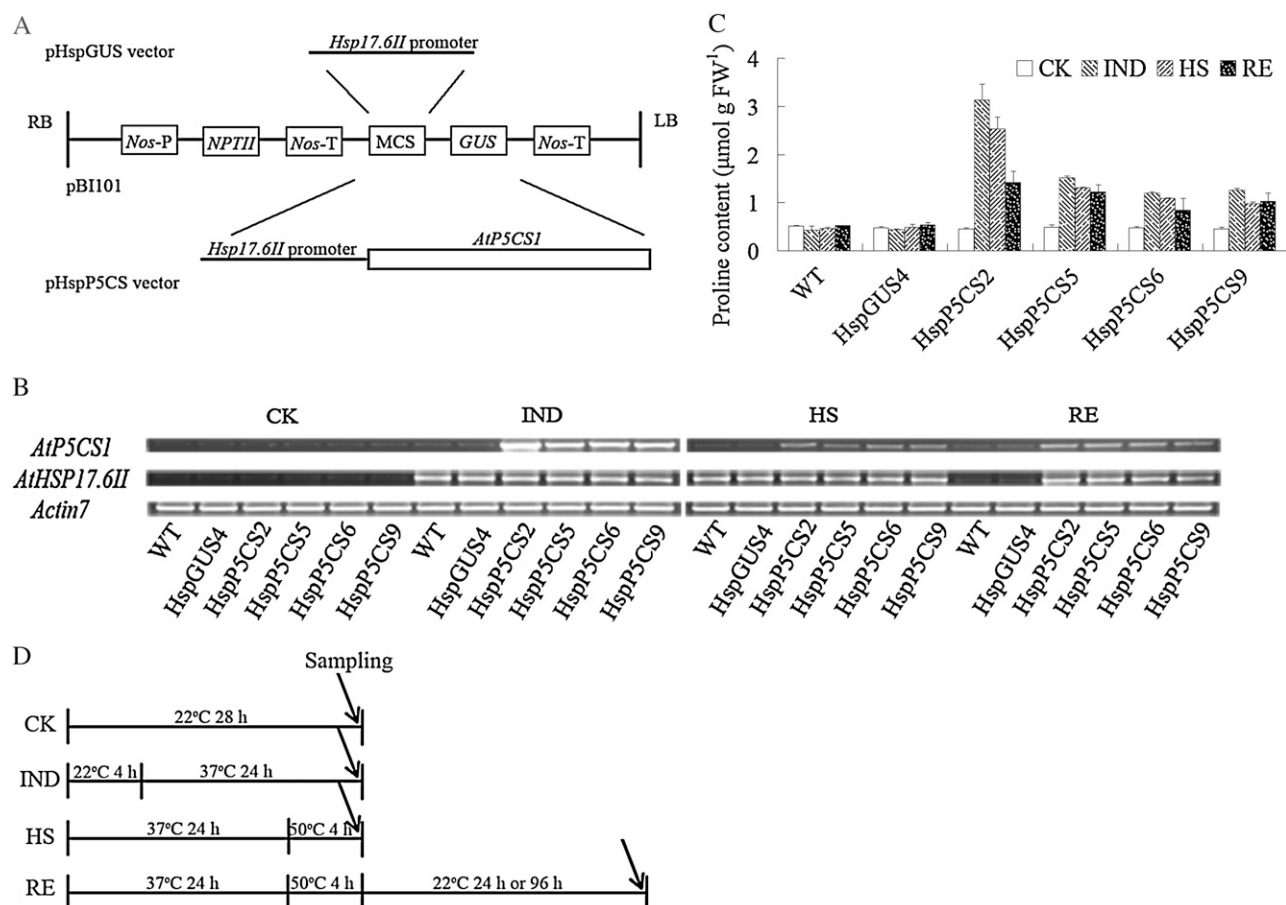 A
pHspGUS vector
Hsp17.6II promoter
RB
LB
Nos-P
NPTII
Nos-T
MCS
GUS
Nos-T
pBI101
Hsp17.6II promoter
AtP5CS1
pHspP5CS vector
C
Proline content (μmol g FW¹)
4
3
2
1
0
CK IND HS RE
WT
HspGUS4
HspP5CS2
HspP5CS5
HspP5CS6
HspP5CS9
B
CK IND HS RE
AtP5CS1
AtHSP17.6II
Actin7
WT HspGUS4 HspP5CS2 HspP5CS5 HspP5CS6 HspP5CS9 WT HspGUS4 HspP5CS2 HspP5CS5 HspP5CS6 HspP5CS9 WT HspGUS4 HspP5CS2 HspP5CS5 HspP5CS6 HspP5CS9 WT HspGUS4 HspP5CS2 HspP5CS5 HspP5CS6 HspP5CS9
D
Sampling
CK 22°C 28 h
IND 22°C 4 h 37°C 24 h
HS 37°C 24 h 50°C 4 h
RE 37°C 24 h 50°C 4 h 22°C 24 h or 96 h